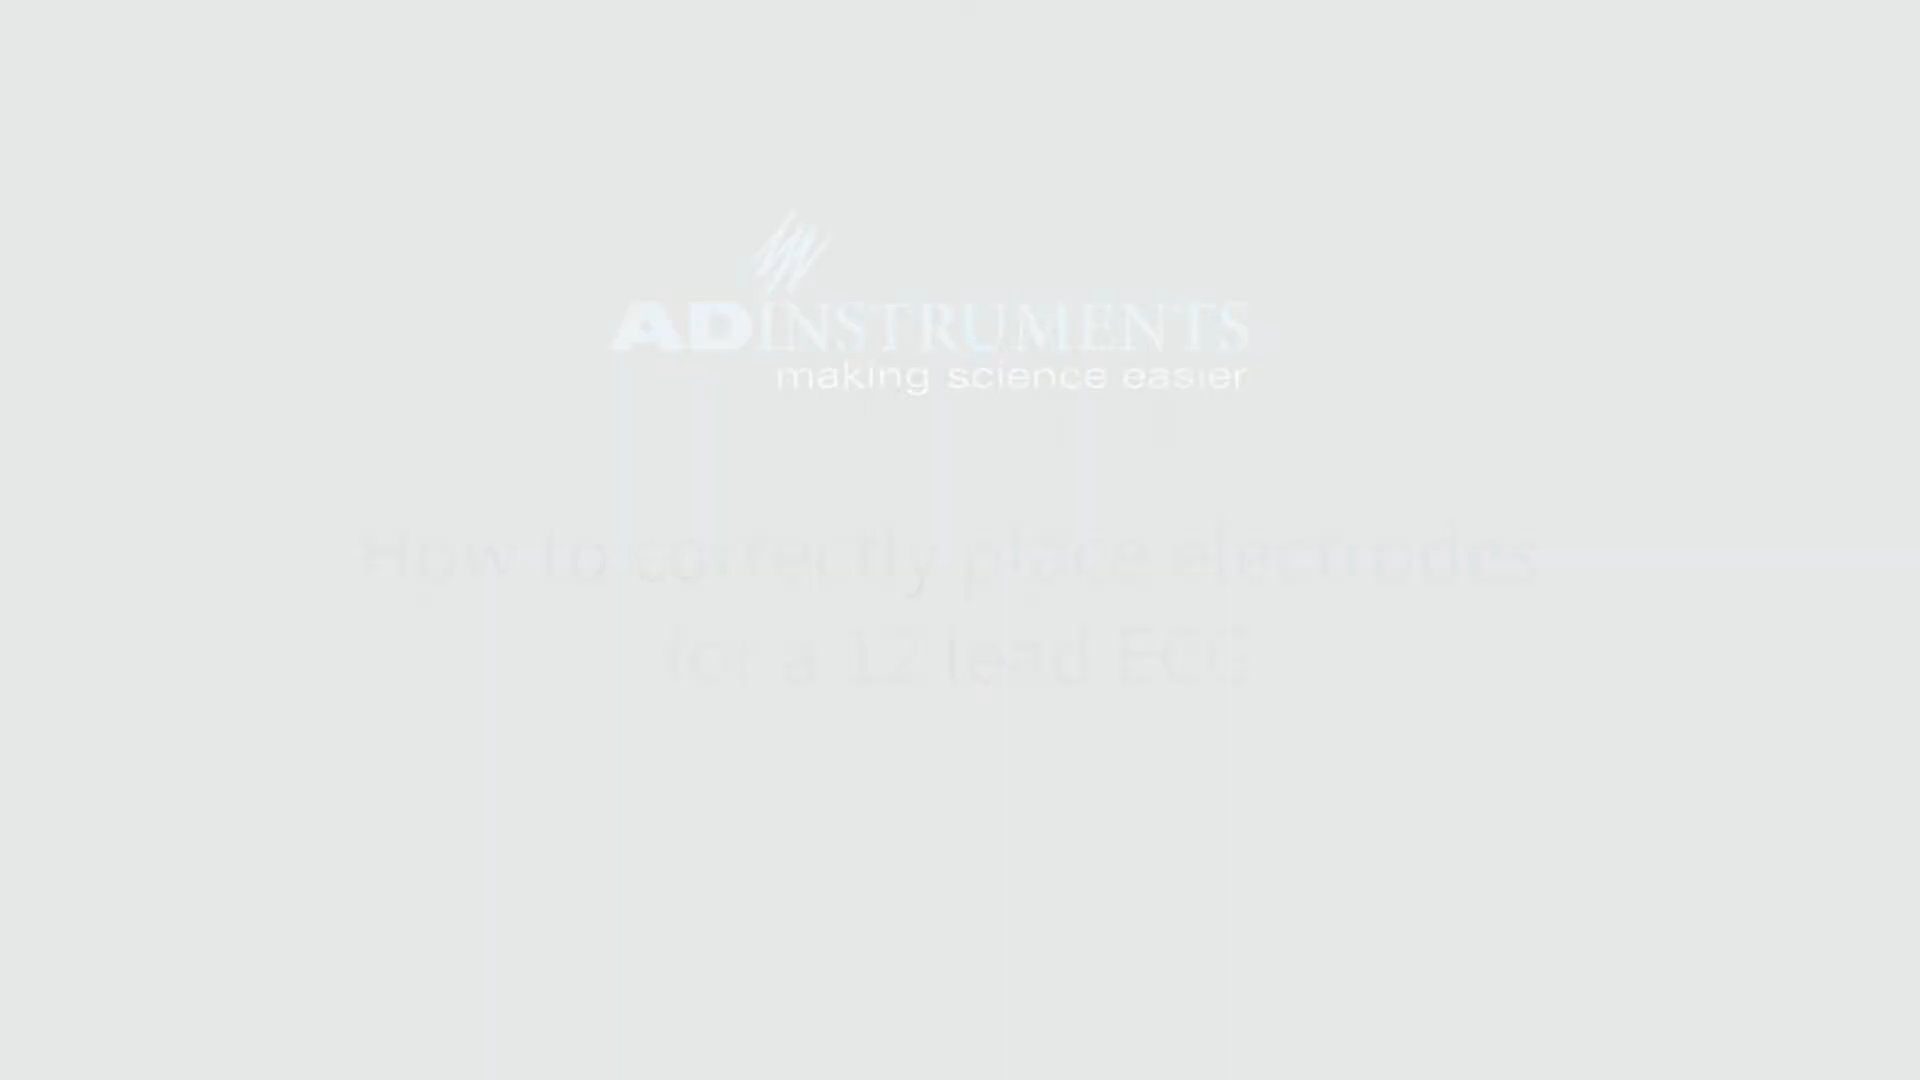 ADINSTRUMENTS
making science easier
How to correctly place electrodes
for a 12 lead ECG